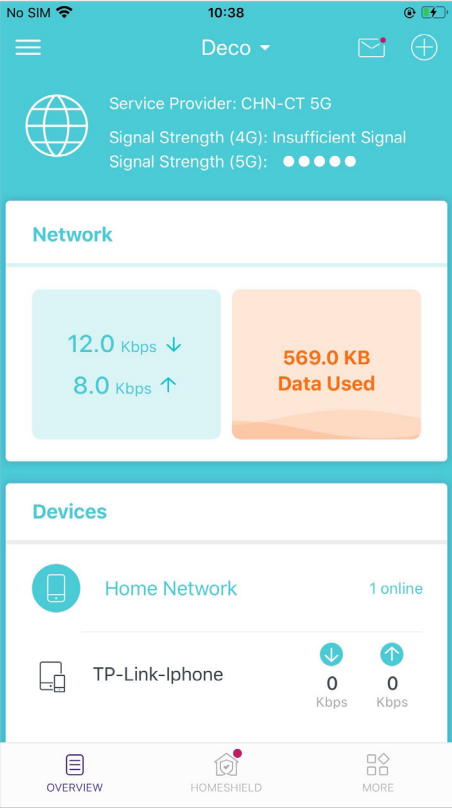 No SIM 10:38
Deco
Service Provider: CHN-CT 5G
Signal Strength (4G): Insufficient Signal
Signal Strength (5G):
Network
12.0 Kbps ↓
8.0 Kbps ↑
569.0 KB
Data Used
Devices
Home Network 1 online
TP-Link-Iphone
0 0
Kbps Kbps
OVERVIEW HOMESHIELD MORE